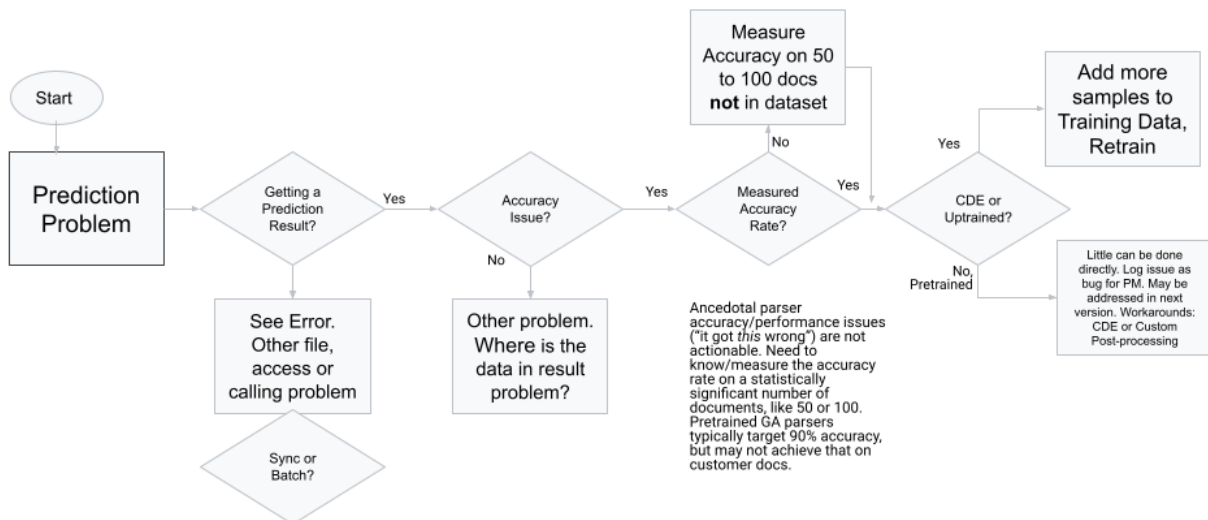 Start
Prediction
Problem
Getting a
Prediction
Result?
Yes
See Error.
Other file,
access or
calling problem
Sync or
Batch?
Accuracy
Issue?
Yes
No
Other problem.
Where is the
data in result
problem?
Measure
Accuracy on 50
to 100 docs
not in dataset
No
Measured
Accuracy
Rate?
Yes
Ancedotal parser
accuracy/performance issues
(“it got this wrong”) are not
actionable. Need to
know/measure the accuracy
rate on a statistically
significant number of
documents, like 50 or 100.
Pretrained GA parsers
typically target 90% accuracy,
but may not achieve that on
customer docs.
CDE or
Uptrained?
Yes
Add more
samples to
Training Data,
Retrain
No,
Pretrained
Little can be done
directly. Log issue as
bug for PM. May be
addressed in next
version. Workarounds:
CDE or Custom
Post-processing